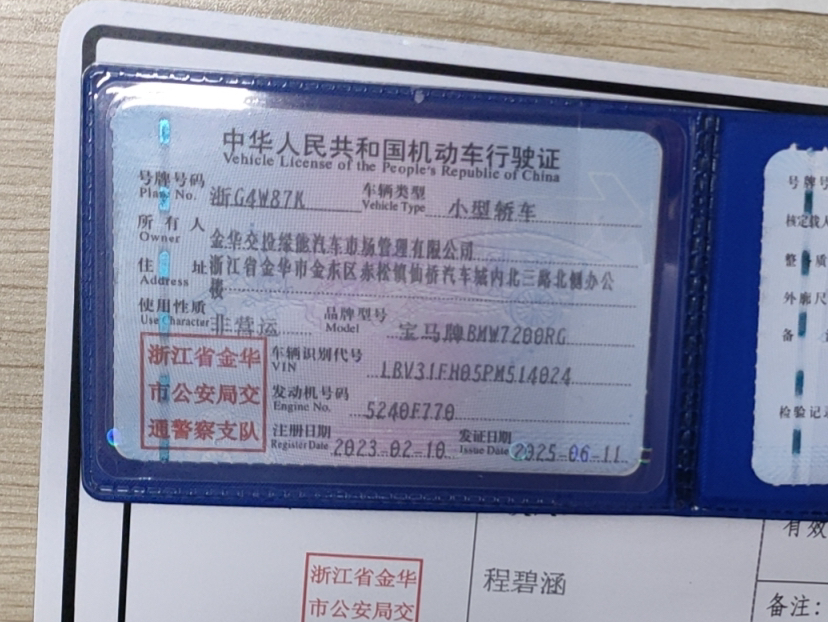 中华人民共和国机动车行驶证
Vehicle License of the People's Republic of China
号牌号码 Plate No. 浙G4W87K 车辆类型 Vehicle Type 小型轿车
所有人 Owner 金华交投绿能汽车市场管理有限公司
住址 Address 浙江省金华市金东区赤松镇仙桥汽车城内北三路北侧办公
楼
使用性质 Use Character 非营运 品牌型号 Model 宝马牌BMW7200RG
浙江省金华
市公安局交
通警察支队
车辆识别代号 VIN LBV31FH05PM514024
发动机号码 Engine No. 5240F770
注册日期 Register Date 2023-02-10 发证日期 Issue Date 2025-06-11
号牌号
核定载人
整备质
外廓尺
备
检验记
有效
浙江省金华
市公安局交
程碧涵
备注: